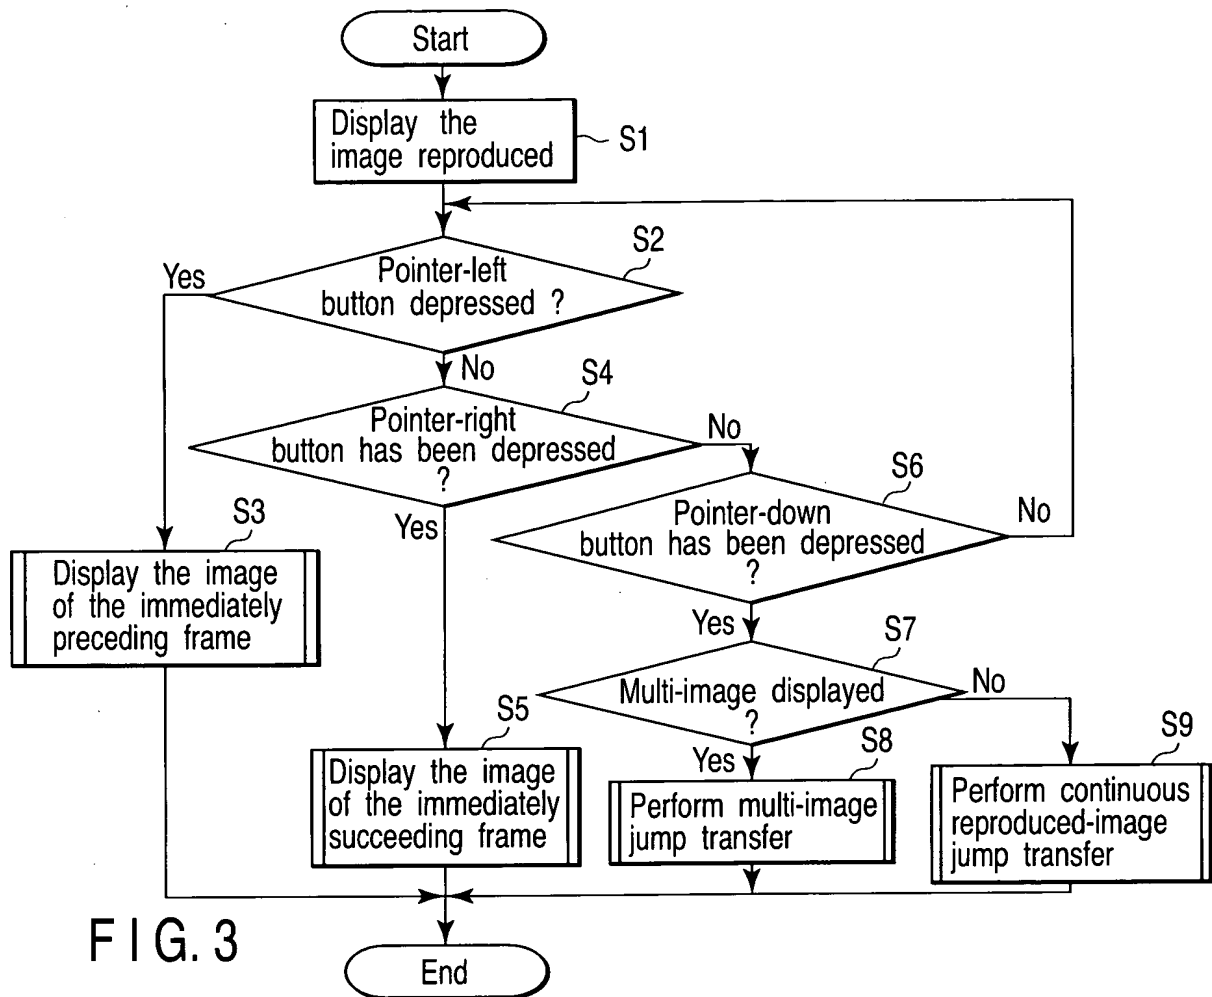 Start
Display the
image reproduced
S1
S2
Yes
Pointer-left
button depressed ?
No
S4
Pointer-right
button has been depressed
?
No
Yes
S6
Pointer-down
button has been depressed
?
No
Yes
S3
Display the image
of the immediately
preceding frame
S7
Multi-image displayed
?
No
Yes
S5
Display the image
of the immediately
succeeding frame
S8
Perform multi-image
jump transfer
S9
Perform continuous
reproduced-image
jump transfer
FIG. 3
End